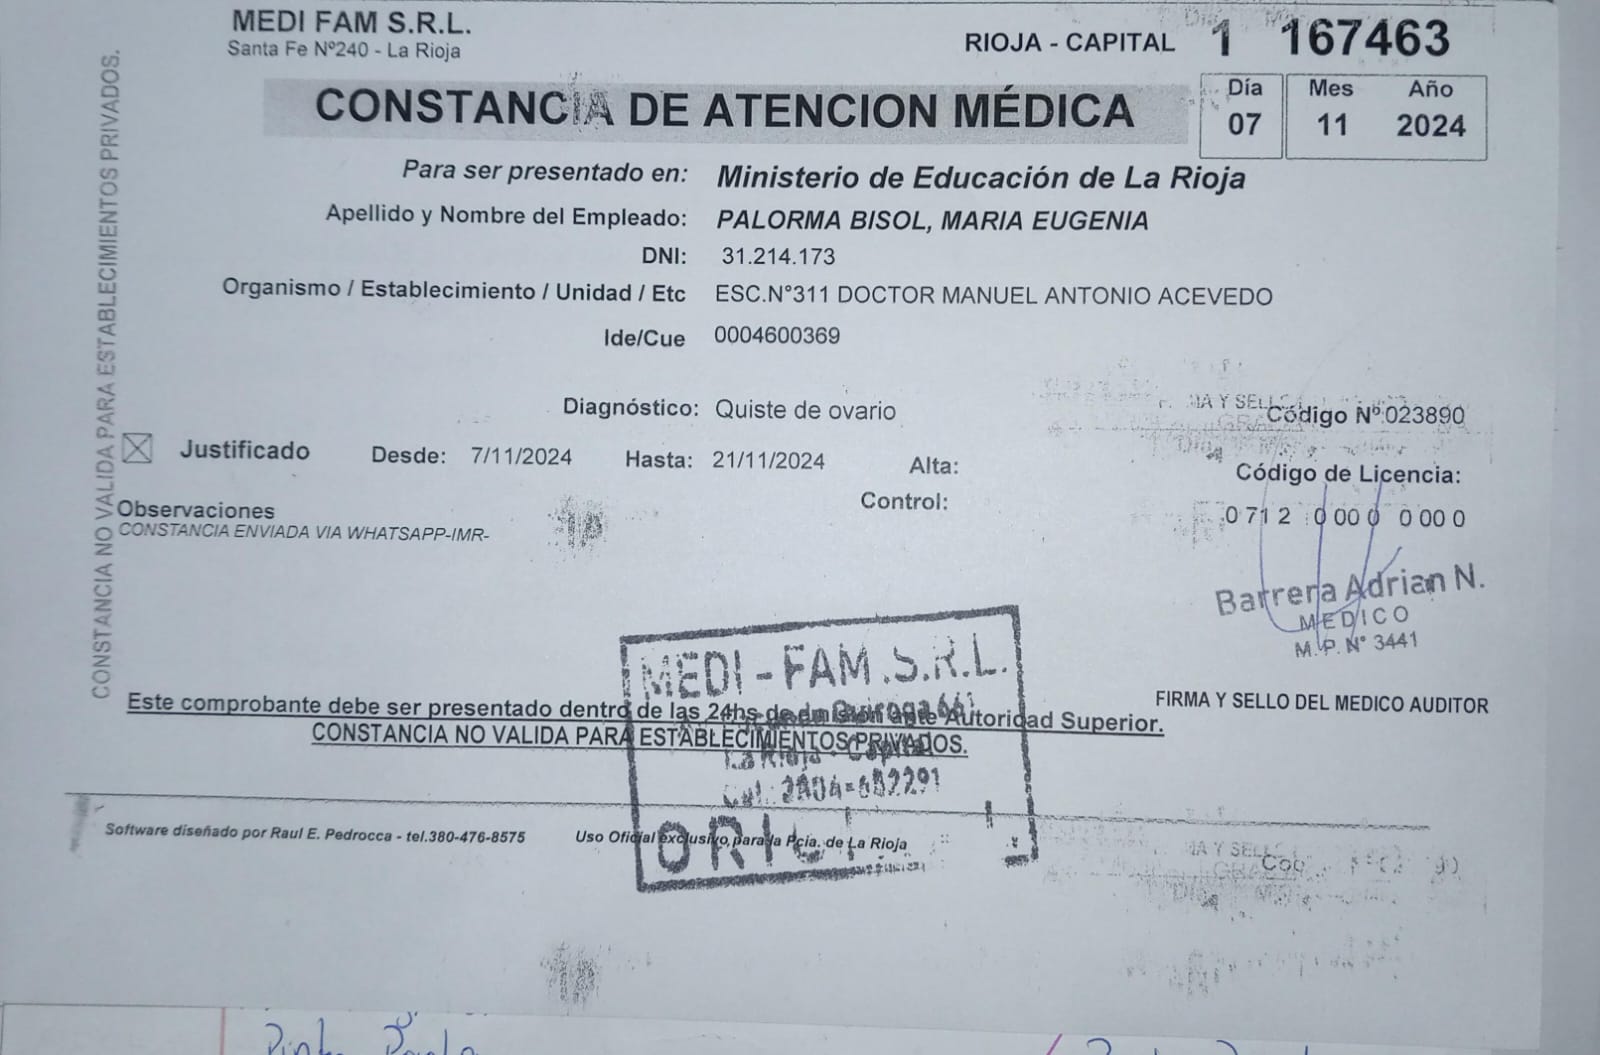 MEDI FAM S.R.L.
Santa Fe Nº240 - La Rioja
RIOJA - CAPITAL 1 167463
CONSTANCIA DE ATENCION MÉDICA
Día Mes Año
07 11 2024
Para ser presentado en: Ministerio de Educación de La Rioja
Apellido y Nombre del Empleado: PALORMA BISOL, MARIA EUGENIA
DNI: 31.214.173
Organismo / Establecimiento / Unidad / Etc ESC.N°311 DOCTOR MANUEL ANTONIO ACEVEDO
Ide/Cue 0004600369
Diagnóstico: Quiste de ovario
Código Nº 023890
Justificado Desde: 7/11/2024 Hasta: 21/11/2024 Alta:
Control:
Código de Licencia:
0712 0000 0000
Observaciones
CONSTANCIA ENVIADA VIA WHATSAPP-IMR-
Barrera Adrian N.
MEDICO
M.P. N° 3441
FIRMA Y SELLO DEL MEDICO AUDITOR
MEDI-FAM.S.R.L.
Este comprobante debe ser presentado dentro de las 24hs de emisión ante Autoridad Superior.
CONSTANCIA NO VALIDA PARA ESTABLECIMIENTOS PRIVADOS.
La Rioja
Software diseñado por Raul E. Pedrocca - tel.380-476-8575
Uso Oficial exclusivo para la Pcia. de La Rioja
CONSTANCIA NO VALIDA PARA ESTABLECIMIENTOS PRIVADOS.